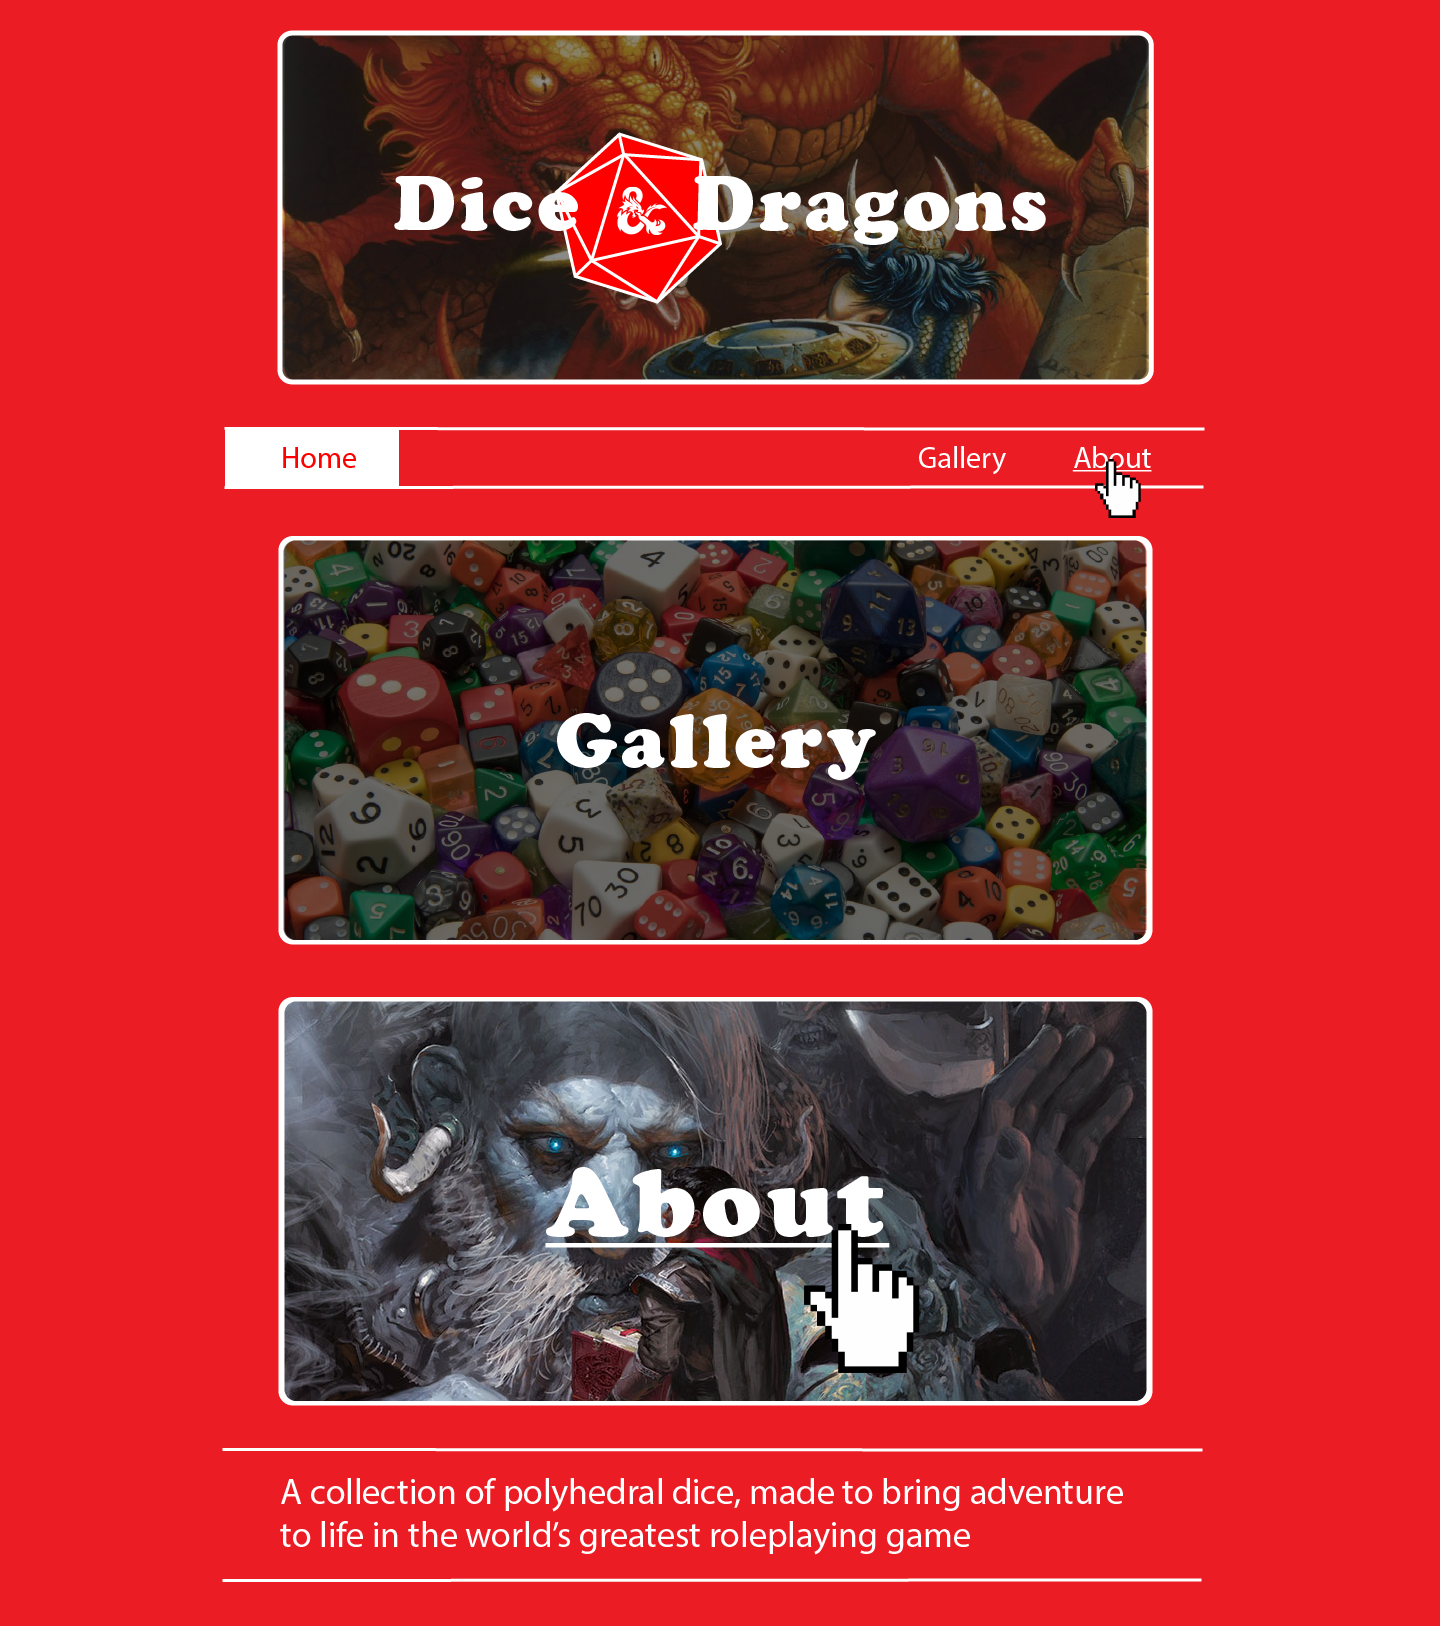 Dice & Dragons
Home Gallery About
Gallery
About
A collection of polyhedral dice, made to bring adventure
to life in the world’s greatest roleplaying game